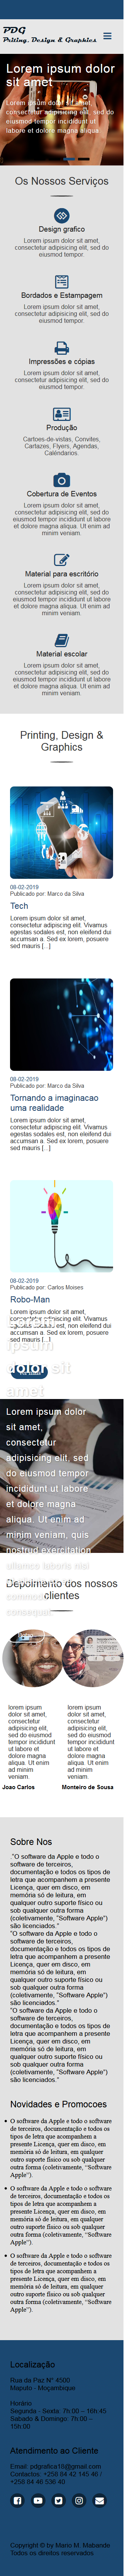 PDG
Priting, Design & Graphics
Lorem ipsum dolor
sit amet
Lorem ipsum dolor sit amet,
consectetur adipisicing elit, sed do
eiusmod tempor incididunt ut
labore et dolore magna aliqua.
Os Nossos Serviços
Design grafico
Lorem ipsum dolor sit amet,
consectetur adipisicing elit, sed do
eiusmod tempor.
Bordados e Estampagem
Lorem ipsum dolor sit amet,
consectetur adipisicing elit, sed do
eiusmod tempor.
Impressões e cópias
Lorem ipsum dolor sit amet,
consectetur adipisicing elit, sed do
eiusmod tempor.
Produção
Cartoes-de-vistas, Convites,
Cartazes, Flyers, Agendas,
Caléndarios.
Cobertura de Eventos
Lorem ipsum dolor sit amet,
consectetur adipisicing elit, sed do
eiusmod tempor incididunt ut labore
et dolore magna aliqua. Ut enim ad
minim veniam.
Material para escritório
Lorem ipsum dolor sit amet,
consectetur adipisicing elit, sed do
eiusmod tempor incididunt ut labore
et dolore magna aliqua. Ut enim ad
minim veniam.
Material escolar
Lorem ipsum dolor sit amet,
consectetur adipisicing elit, sed do
eiusmod tempor incididunt ut labore
et dolore magna aliqua. Ut enim ad
minim veniam.
Printing, Design &
Graphics
08-02-2019
Publicado por: Marco da Silva
Tech
Lorem ipsum dolor sit amet,
consectetur adipiscing elit. Vivamus
egestas sodales est, non eleifend dui
accumsan a. Sed ex lorem, posuere
sed mauris [...]
08-02-2019
Publicado por: Marco da Silva
Tornando a imaginacao
uma realidade
Lorem ipsum dolor sit amet,
consectetur adipiscing elit. Vivamus
egestas sodales est, non eleifend dui
accumsan a. Sed ex lorem, posuere
sed mauris [...]
08-02-2019
Publicado por: Carlos Moises
Robo-Man
Lorem ipsum dolor sit amet,
consectetur adipiscing elit. Vivamus
egestas sodales est, non eleifend dui
accumsan a. Sed ex lorem, posuere
sed mauris [...]
Lorem
ipsum
dolor sit
amet
Lorem ipsum dolor
sit amet,
consectetur
adipisicing elit, sed
do eiusmod tempor
incididunt ut labore
et dolore magna
aliqua. Ut enim ad
minim veniam, quis
nostrud exercitation
ullamco laboris nisi
commodo
consequat.
Depoimento dos nossos
clientes
lorem ipsum
dolor sit amet,
consectetur
adipisicing elit,
sed do eiusmod
tempor
incididunt ut
labore et dolore
magna aliqua.
Ut enim ad
minim veniam.
Joao Carlos
lorem ipsum
dolor sit amet,
consectetur
adipisicing elit,
sed do eiusmod
tempor
incididunt ut
labore et dolore
magna aliqua.
Ut enim ad
minim veniam.
Monteiro de Sousa
Sobre Nos
."O software da Apple e todo o
software de terceiros,
documentação e todos os tipos de
letra que acompanhem a presente
Licença, quer em disco, em
memória só de leitura, em
qualquer outro suporte físico ou
sob qualquer outra forma
(coletivamente, "Software Apple")
são licenciados."
"O software da Apple e todo o
software de terceiros,
documentação e todos os tipos de
letra que acompanhem a presente
Licença, quer em disco, em
memória só de leitura, em
qualquer outro suporte físico ou
sob qualquer outra forma
(coletivamente, "Software Apple")
são licenciados."
"O software da Apple e todo o
software de terceiros,
documentação e todos os tipos de
letra que acompanhem a presente
Licença, quer em disco, em
memória só de leitura, em
qualquer outro suporte físico ou
sob qualquer outra forma
(coletivamente, "Software Apple")
são licenciados."
Novidades e Promocoes
O software da Apple e todo o software
de terceiros, documentação e todos os
tipos de letra que acompanhem a
presente Licença, quer em disco, em
memória só de leitura, em qualquer
outro suporte físico ou sob qualquer
outra forma (coletivamente, "Software
Apple").
O software da Apple e todo o software
de terceiros, documentação e todos os
tipos de letra que acompanhem a
presente Licença, quer em disco, em
memória só de leitura, em qualquer
outro suporte físico ou sob qualquer
outra forma (coletivamente, "Software
Apple").
O software da Apple e todo o software
de terceiros, documentação e todos os
tipos de letra que acompanhem a
presente Licença, quer em disco, em
memória só de leitura, em qualquer
outro suporte físico ou sob qualquer
outra forma (coletivamente, "Software
Apple").
Localização
Rua da Paz Nº 4500
Maputo - Moçambique
Horário
Segunda - Sexta: 7h:00 – 16h:45
Sabado & Domingo: 7h:00 –
15h:00
Atendimento ao Cliente
Email: pdgrafica18@gmail.com
Contactos: +258 84 42 145 46 /
+258 84 46 536 40
Copyright © by Mario M. Mabande
Todos os direitos reservados